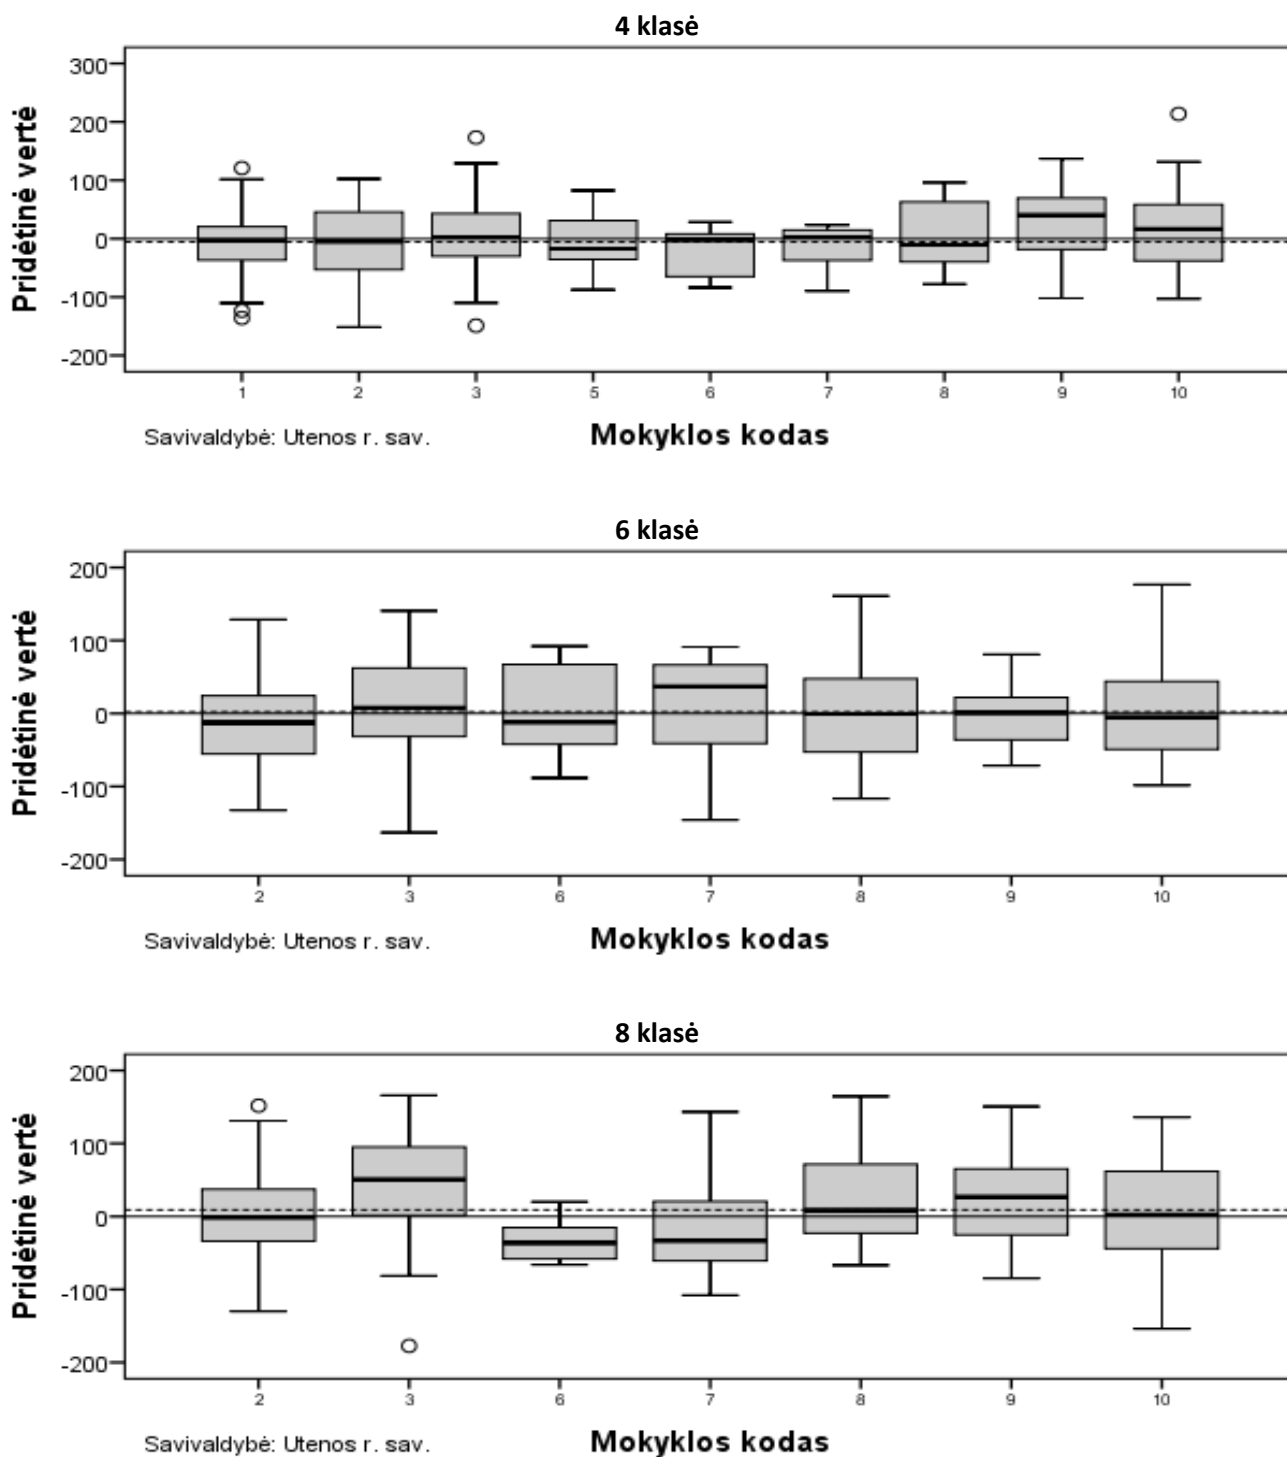 4 klasė
300
200
100
0
-100
-200
Pridėtinė vertė
1 2 3 5 6 7 8 9 10
Savivaldybė: Utenos r. sav.
Mokyklos kodas
6 klasė
200
100
0
-100
-200
Pridėtinė vertė
2 3 6 7 8 9 10
Savivaldybė: Utenos r. sav.
Mokyklos kodas
8 klasė
200
100
0
-100
-200
Pridėtinė vertė
2 3 6 7 8 9 10
Savivaldybė: Utenos r. sav.
Mokyklos kodas